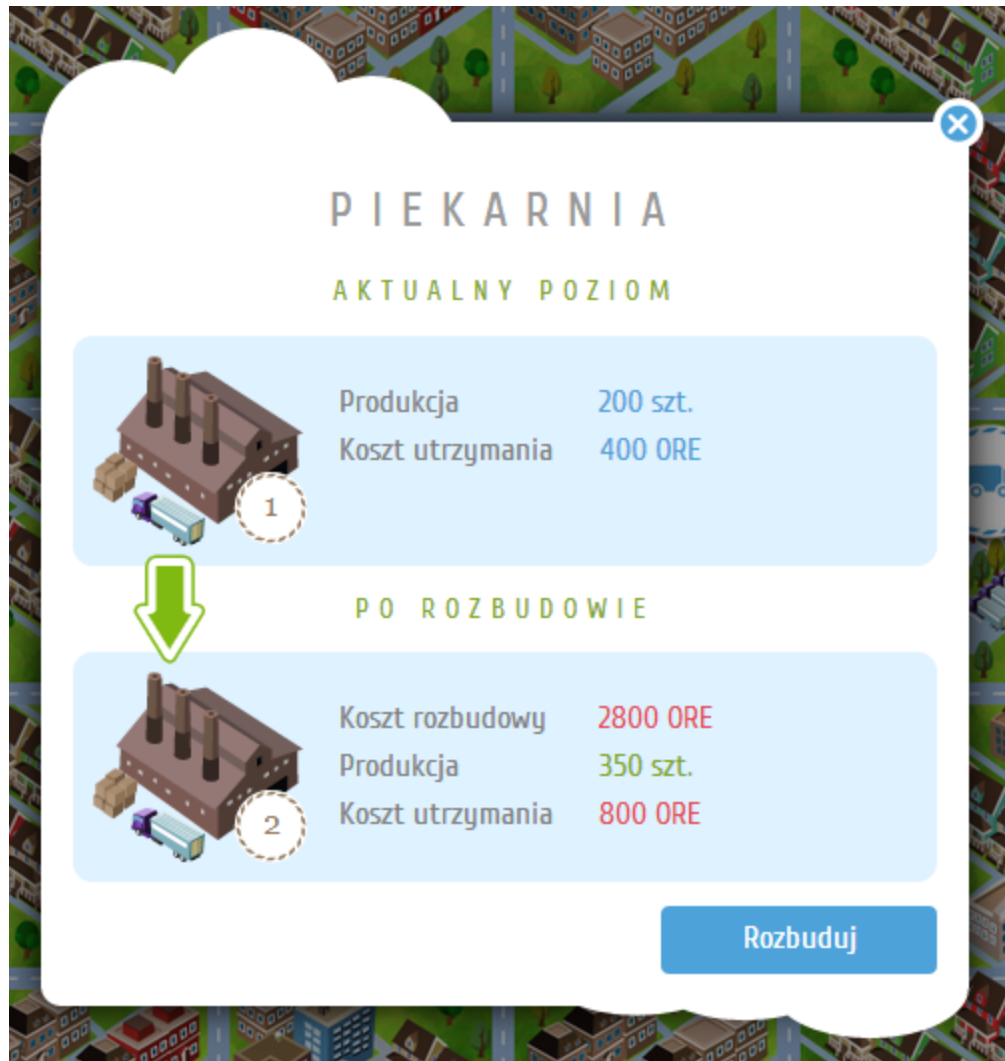 PIEKARNIA
AKTUALNY POZIOM
Produkcja 200 szt.
Koszt utrzymania 400 ORE
1
PO ROZBUDOWIE
Koszt rozbudowy 2800 ORE
Produkcja 350 szt.
Koszt utrzymania 800 ORE
2
Rozbuduj